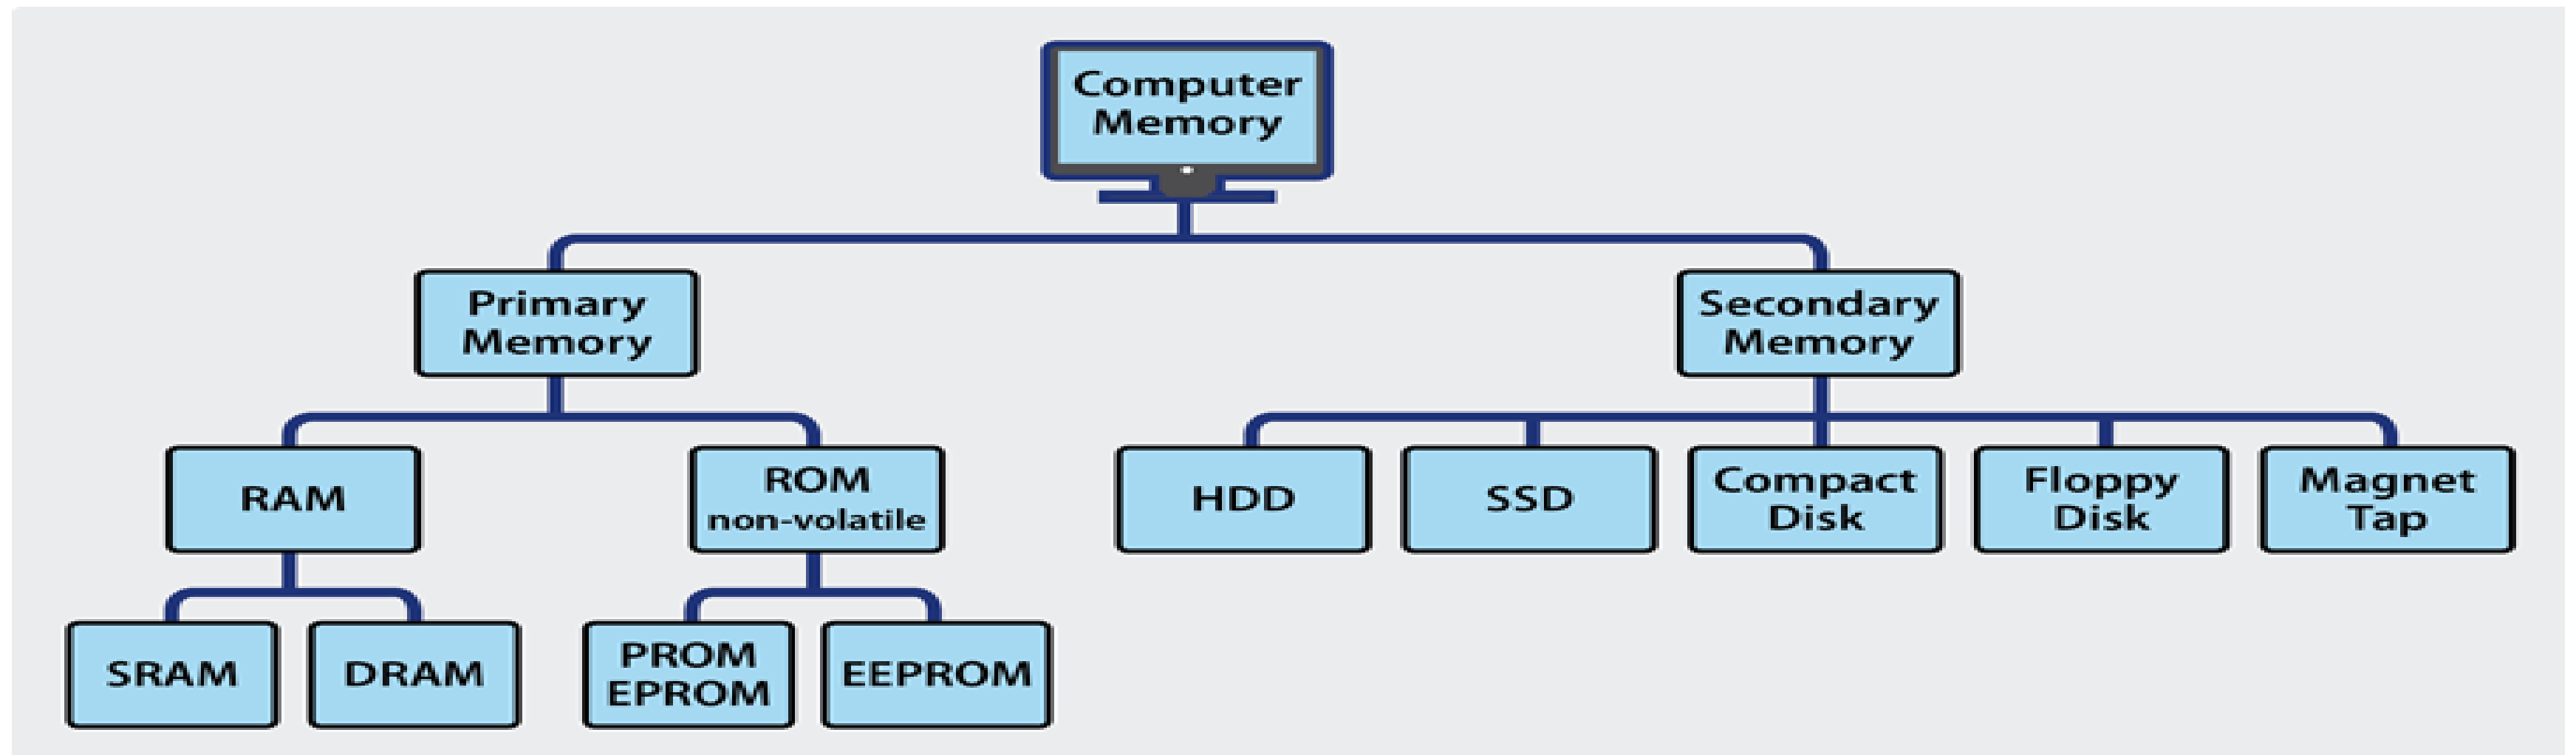 Computer
Memory
Primary
Memory
Secondary
Memory
RAM
ROM
non-volatile
HDD
SSD
Compact
Disk
Floppy
Disk
Magnet
Tap
SRAM
DRAM
PROM
EPROM
EEPROM